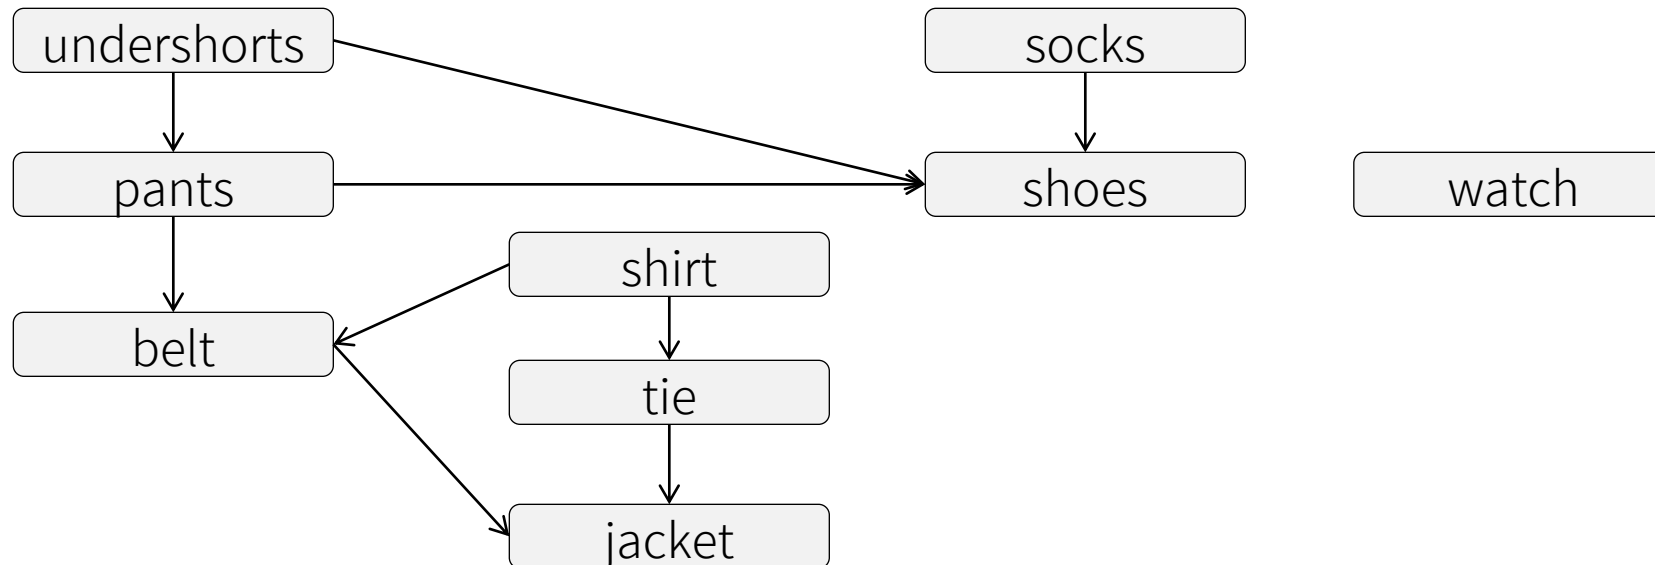 undershorts
socks
pants
shoes
watch
shirt
belt
tie
jacket